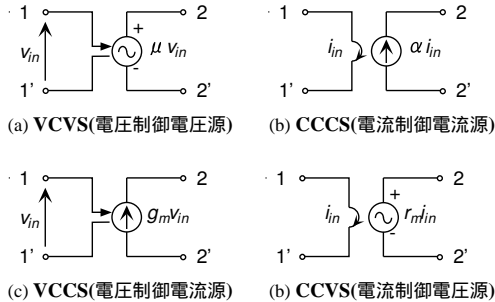 1 2 1 2
+
v_in μ v_in i_in α i_in
-
1' 2' 1' 2'
(a) VCVS(電圧制御電圧源) (b) CCCS(電流制御電流源)
1 2 1 2
+
v_in g_m v_in i_in r_m i_in
-
1' 2' 1' 2'
(c) VCCS(電圧制御電流源) (b) CCVS(電流制御電圧源)